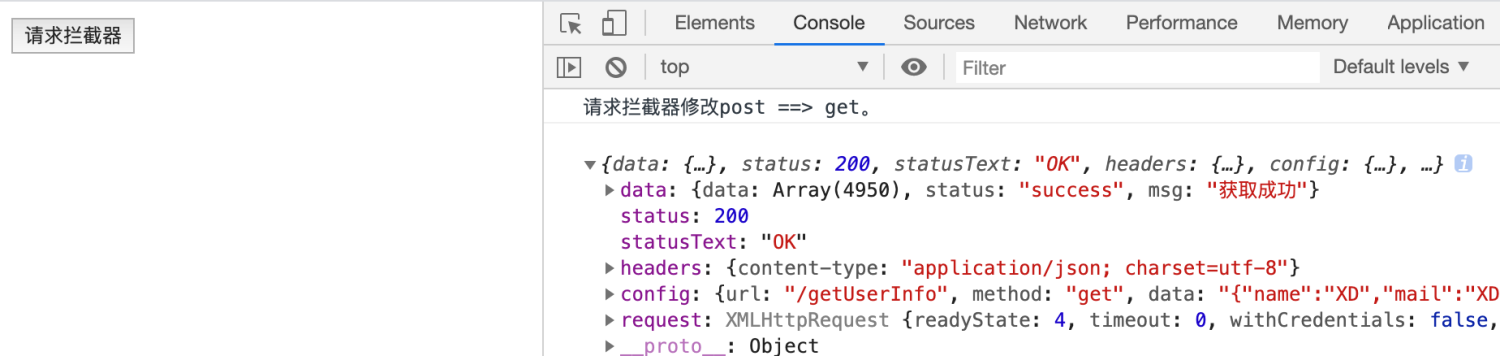 请求拦截器
Elements Console Sources Network Performance Memory Application
top Filter Default levels
请求拦截器修改post ==> get。
{data: {…}, status: 200, statusText: "OK", headers: {…}, config: {…}, …} i
data: {data: Array(4950), status: "success", msg: "获取成功"}
status: 200
statusText: "OK"
headers: {content-type: "application/json; charset=utf-8"}
config: {url: "/getUserInfo", method: "get", data: "{"name":"XD","mail":"XD
request: XMLHttpRequest {readyState: 4, timeout: 0, withCredentials: false,
__proto__: Object